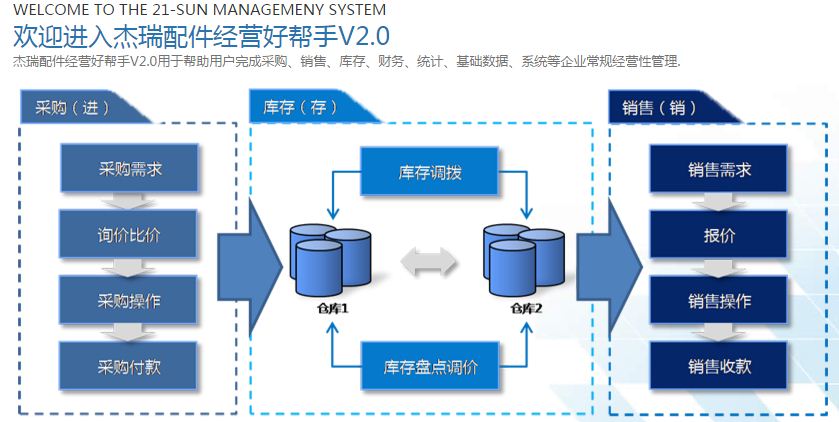 WELCOME TO THE 21-SUN MANAGEMENY SYSTEM
欢迎进入杰瑞配件经营好帮手V2.0
杰瑞配件经营好帮手V2.0用于帮助用户完成采购、销售、库存、财务、统计、基础数据、系统等企业常规经营性管理.
采购（进）
采购需求
询价比价
采购操作
采购付款
库存（存）
库存调拨
仓库1
仓库2
库存盘点调价
销售（销）
销售需求
报价
销售操作
销售收款